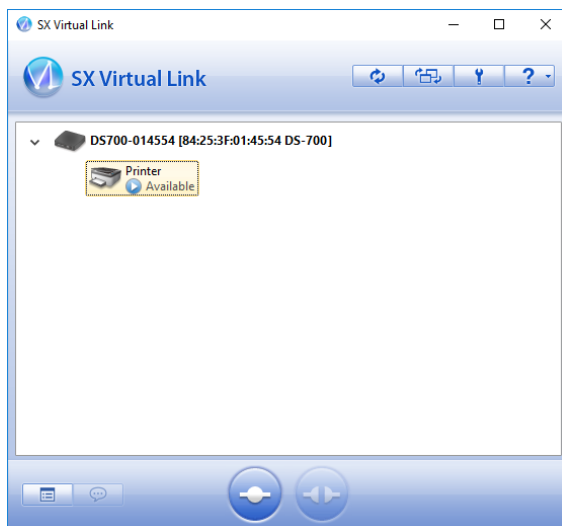 SX Virtual Link
SX Virtual Link
?
DS700-014554 [84:25:3F:01:45:54 DS-700]
Printer
Available